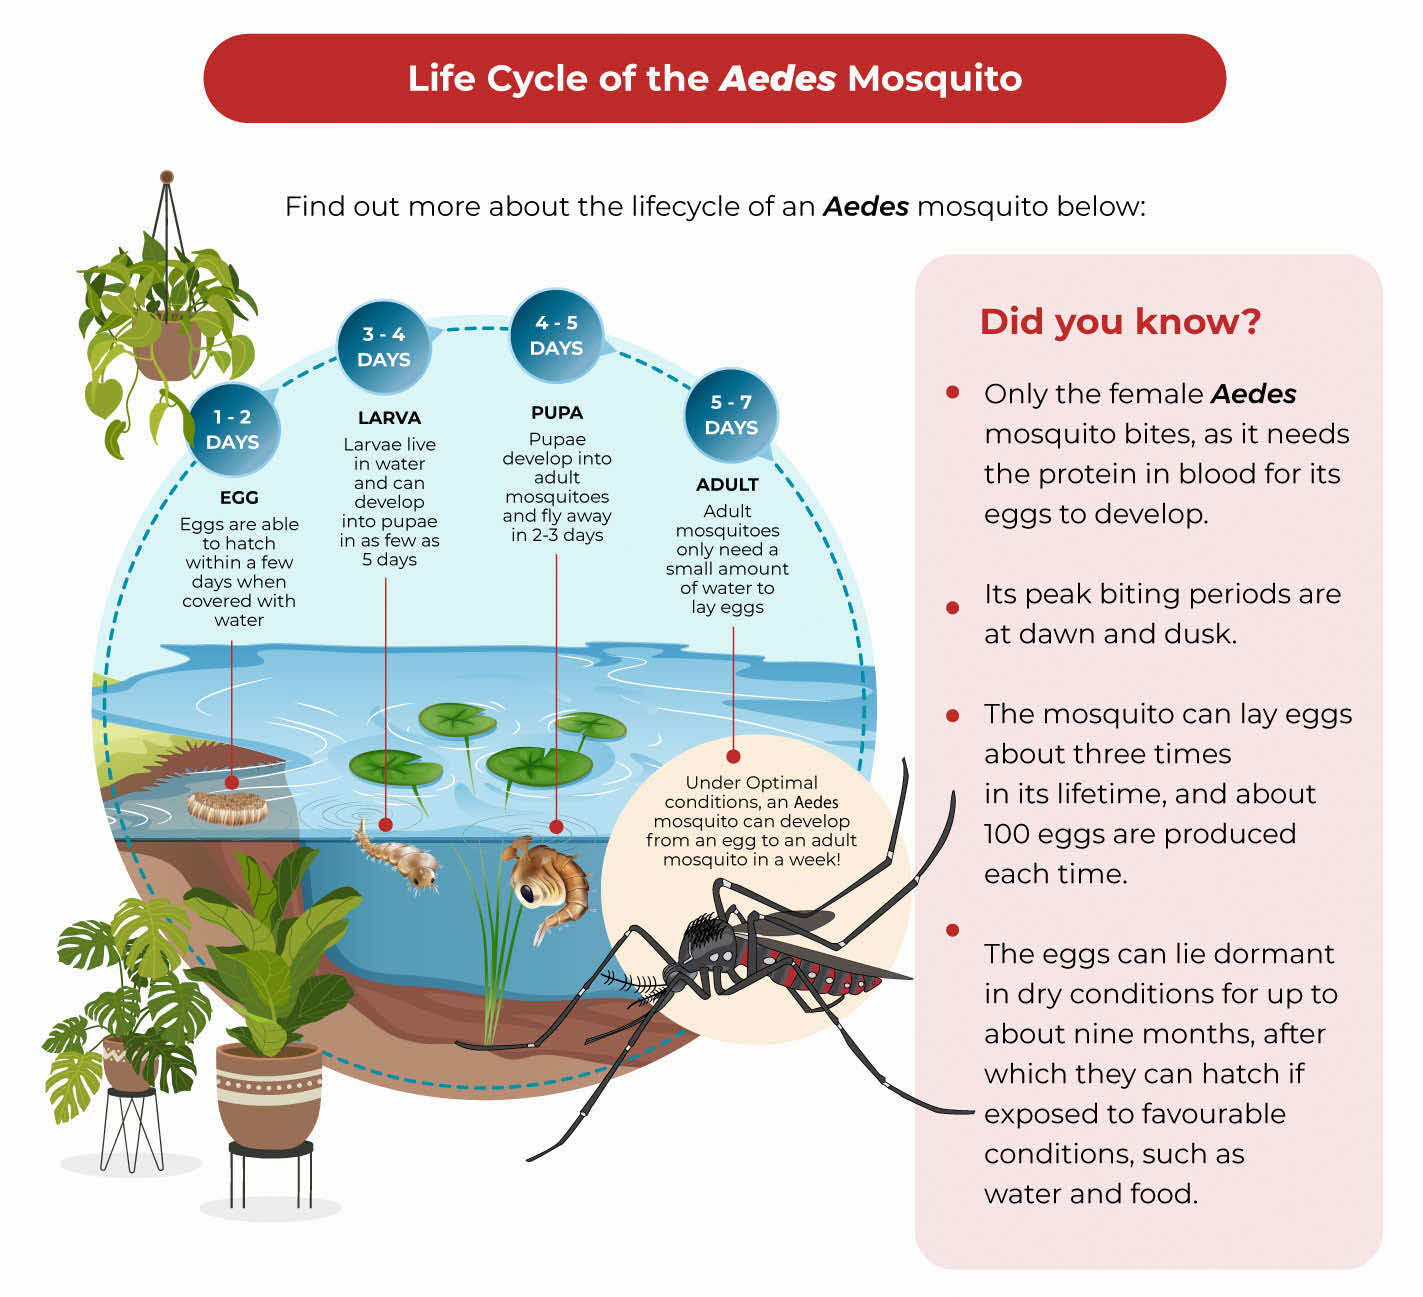 Life Cycle of the Aedes Mosquito
Find out more about the lifecycle of an Aedes mosquito below:
1 - 2
DAYS
EGG
Eggs are able
to hatch
within a few
days when
covered with
water
3 - 4
DAYS
LARVA
Larvae live
in water
and can
develop
into pupae
in as few as
5 days
4 - 5
DAYS
PUPA
Pupae
develop into
adult
mosquitoes
and fly away
in 2-3 days
5 - 7
DAYS
ADULT
Adult
mosquitoes
only need a
small amount
of water to
lay eggs
Under Optimal
conditions, an Aedes
mosquito can develop
from an egg to an adult
mosquito in a week!
Did you know?
Only the female Aedes
mosquito bites, as it needs
the protein in blood for its
eggs to develop.
Its peak biting periods are
at dawn and dusk.
The mosquito can lay eggs
about three times
in its lifetime, and about
100 eggs are produced
each time.
The eggs can lie dormant
in dry conditions for up to
about nine months, after
which they can hatch if
exposed to favourable
conditions, such as
water and food.